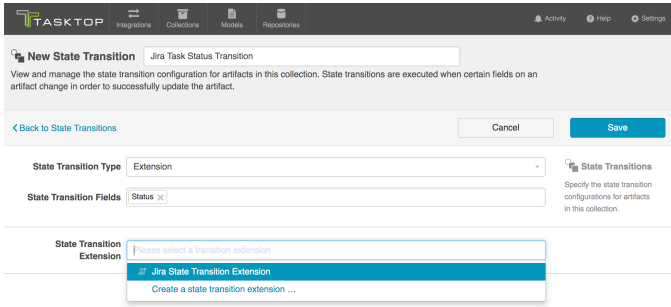 TASKTOP
Integrations
Collections
Models
Repositories
Activity
Help
Settings
New State Transition
Jira Task Status Transition
View and manage the state transition configuration for artifacts in this collection. State transitions are executed when certain fields on an
artifact change in order to successfully update the artifact.
Back to State Transitions
Cancel
Save
State Transition Type
Extension
State Transitions
Specify the state transition
configurations for artifacts
in this collection.
State Transition Fields
Status
State Transition
Extension
Please select a transition extension
Jira State Transition Extension
Create a state transition extension ...